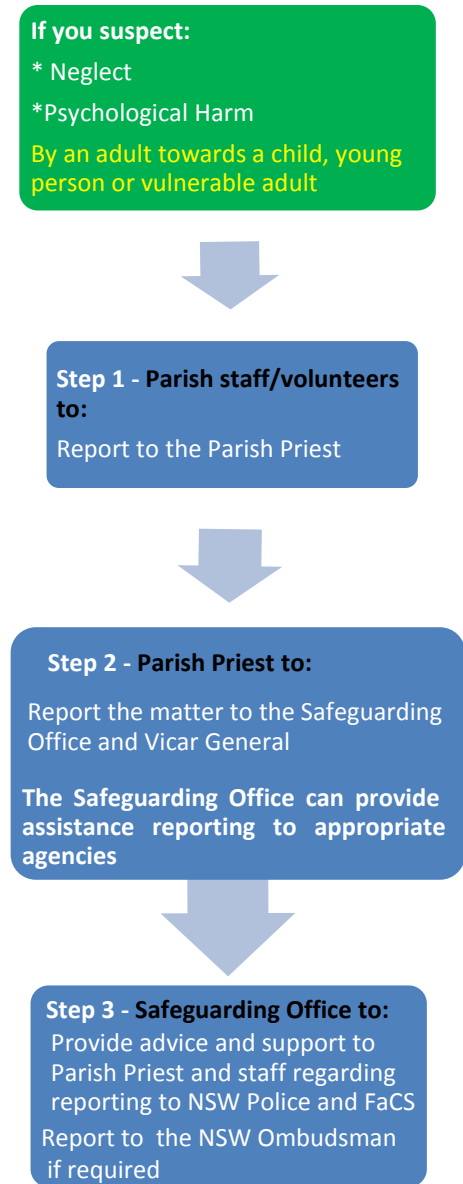 If you suspect:
* Neglect
*Psychological Harm
By an adult towards a child, young
person or vulnerable adult
Step 1 - Parish staff/volunteers
to:
Report to the Parish Priest
Step 2 - Parish Priest to:
Report the matter to the Safeguarding
Office and Vicar General
The Safeguarding Office can provide
assistance reporting to appropriate
agencies
Step 3 - Safeguarding Office to:
Provide advice and support to
Parish Priest and staff regarding
reporting to NSW Police and FaCS
Report to the NSW Ombudsman
if required